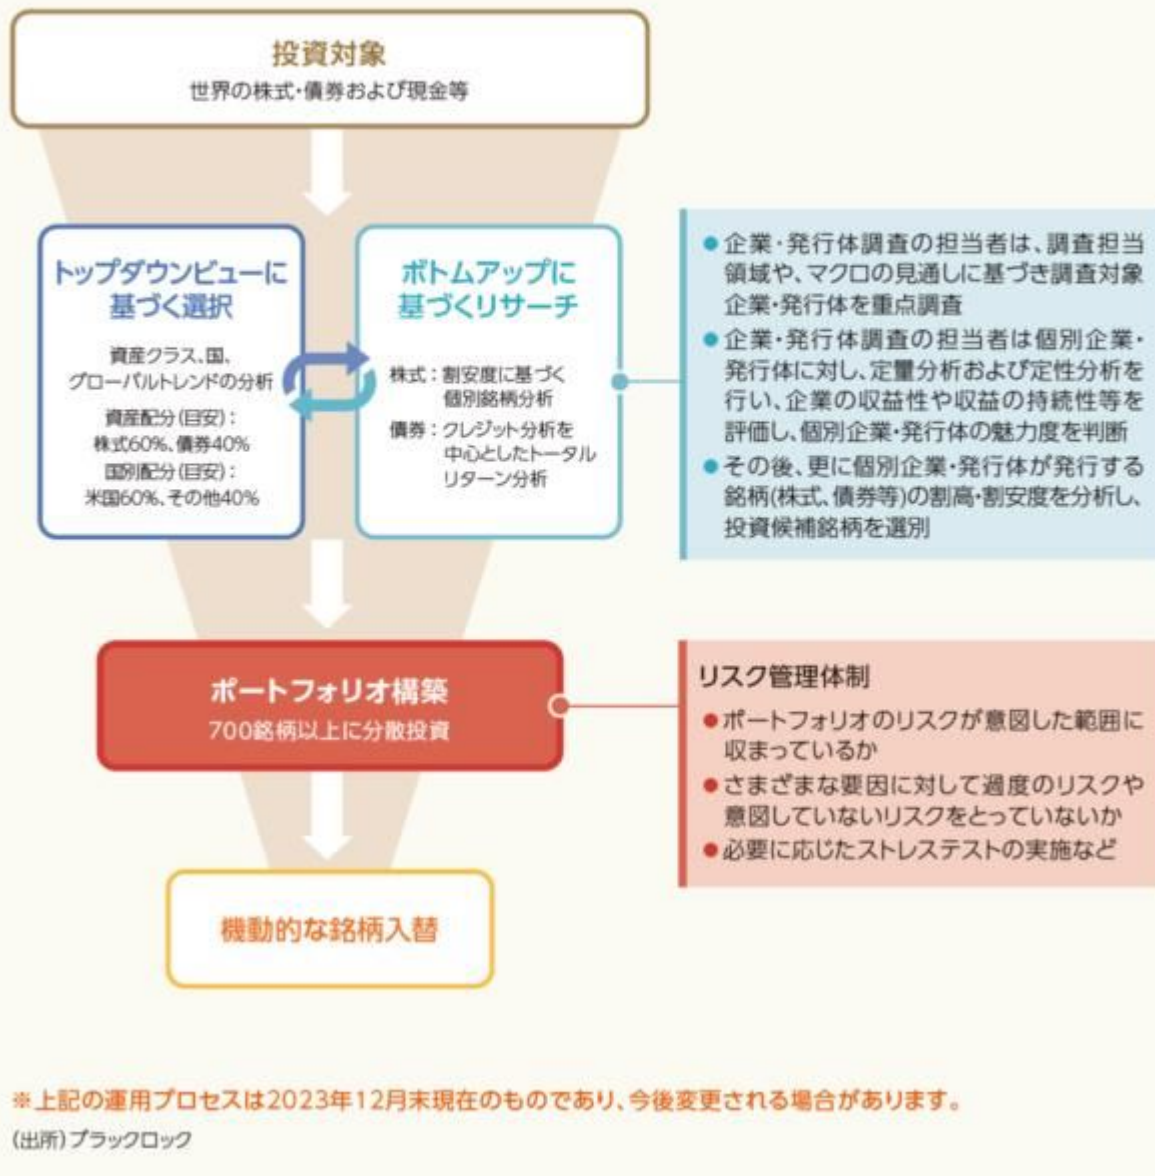 投資対象
世界の株式・債券および現金等
トップダウンビューに
基づく選択
資産クラス、国、
グローバルトレンドの分析
資産配分(目安):
株式60%、債券40%
国別配分(目安):
米国60%、その他40%
ボトムアップに
基づくリサーチ
株式:割安度に基づく
個別銘柄分析
債券:クレジット分析を
中心としたトータル
リターン分析
●企業・発行体調査の担当者は、調査担当
領域や、マクロの見通しに基づき調査対象
企業・発行体を重点調査
●企業・発行体調査の担当者は個別企業・
発行体に対し、定量分析および定性分析を
行い、企業の収益性や収益の持続性等を
評価し、個別企業・発行体の魅力度を判断
●その後、更に個別企業・発行体が発行する
銘柄(株式、債券等)の割高・割安度を分析し、
投資候補銘柄を選別
ポートフォリオ構築
700銘柄以上に分散投資
リスク管理体制
●ポートフォリオのリスクが意図した範囲に
収まっているか
●さまざまな要因に対して過度のリスクや
意図していないリスクをとっていないか
●必要に応じたストレステストの実施など
機動的な銘柄入替
※上記の運用プロセスは2023年12月末現在のものであり、今後変更される場合があります。
(出所)ブラックロック